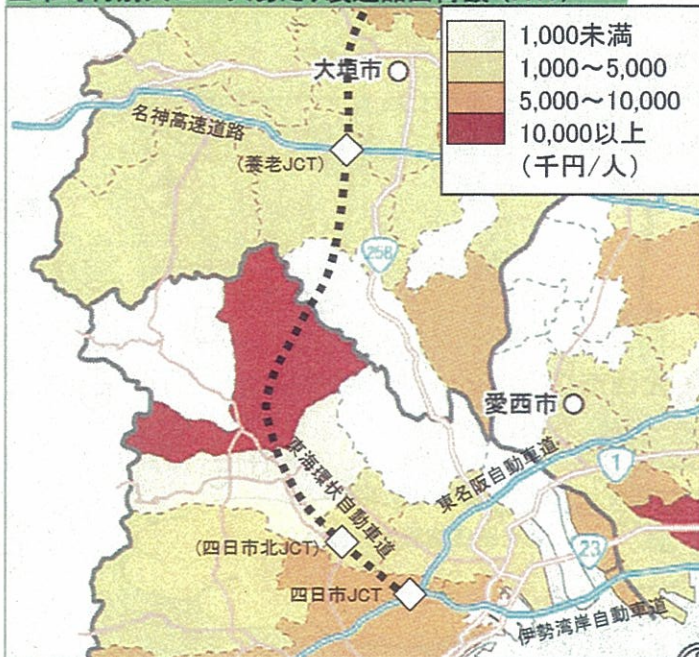 1,000未満
1,000～5,000
5,000～10,000
10,000以上
(千円/人)
大垣市
名神高速道路
(養老JCT)
258
愛西市
東名阪自動車道
1
東海環状自動車道
(四日市北JCT)
23
四日市JCT
伊勢湾岸自動車道